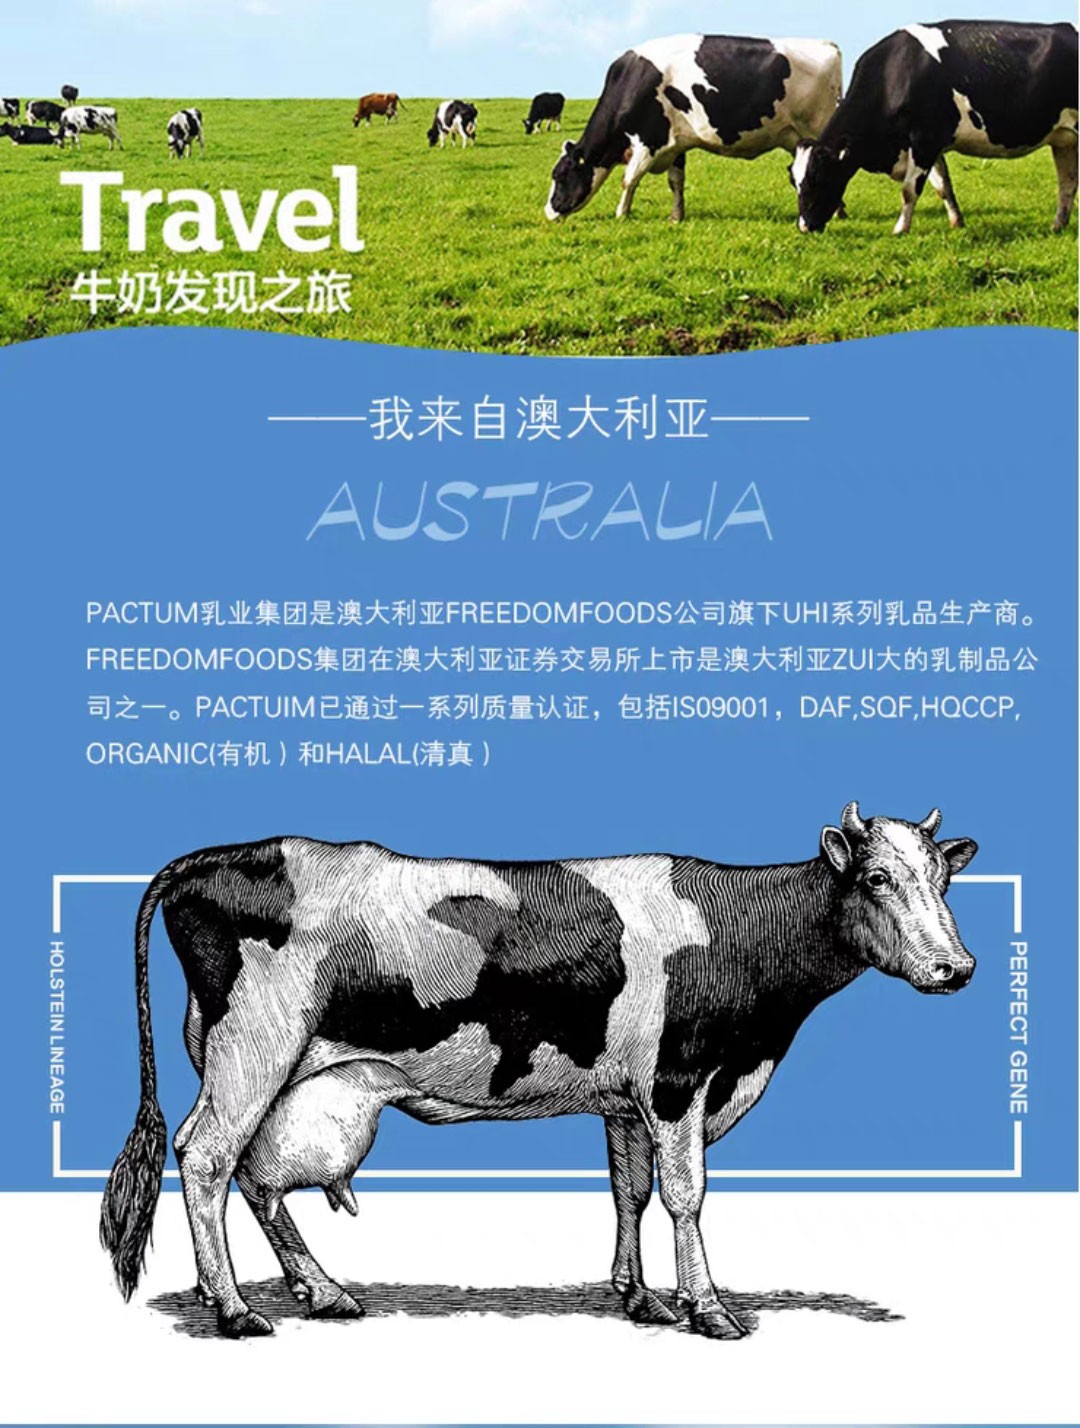 Travel
牛奶发现之旅
——我来自澳大利亚——
AUSTRALIA
PACTUM乳业集团是澳大利亚FREEDOMFOODS公司旗下UHI系列乳品生产商。
FREEDOMFOODS集团在澳大利亚证券交易所上市是澳大利亚ZUI大的乳制品公
司之一。PACTUIM已通过一系列质量认证，包括IS09001，DAF,SQF,HQCCP,
ORGANIC(有机）和HALAL(清真）
HOLSTEIN LINEAGE
PERFECT GENE